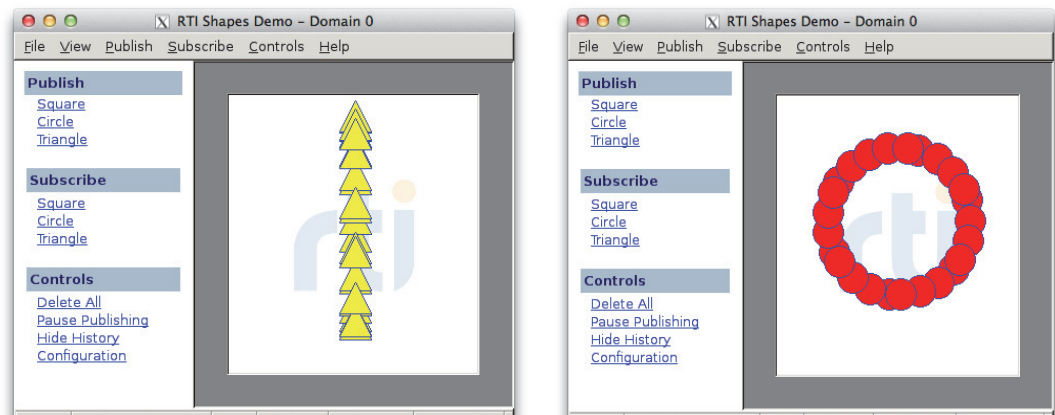 RTI Shapes Demo – Domain 0
File View Publish Subscribe Controls Help
Publish
Square
Circle
Triangle
Subscribe
Square
Circle
Triangle
Controls
Delete All
Pause Publishing
Hide History
Configuration
rti
RTI Shapes Demo – Domain 0
File View Publish Subscribe Controls Help
Publish
Square
Circle
Triangle
Subscribe
Square
Circle
Triangle
Controls
Delete All
Pause Publishing
Hide History
Configuration
rti